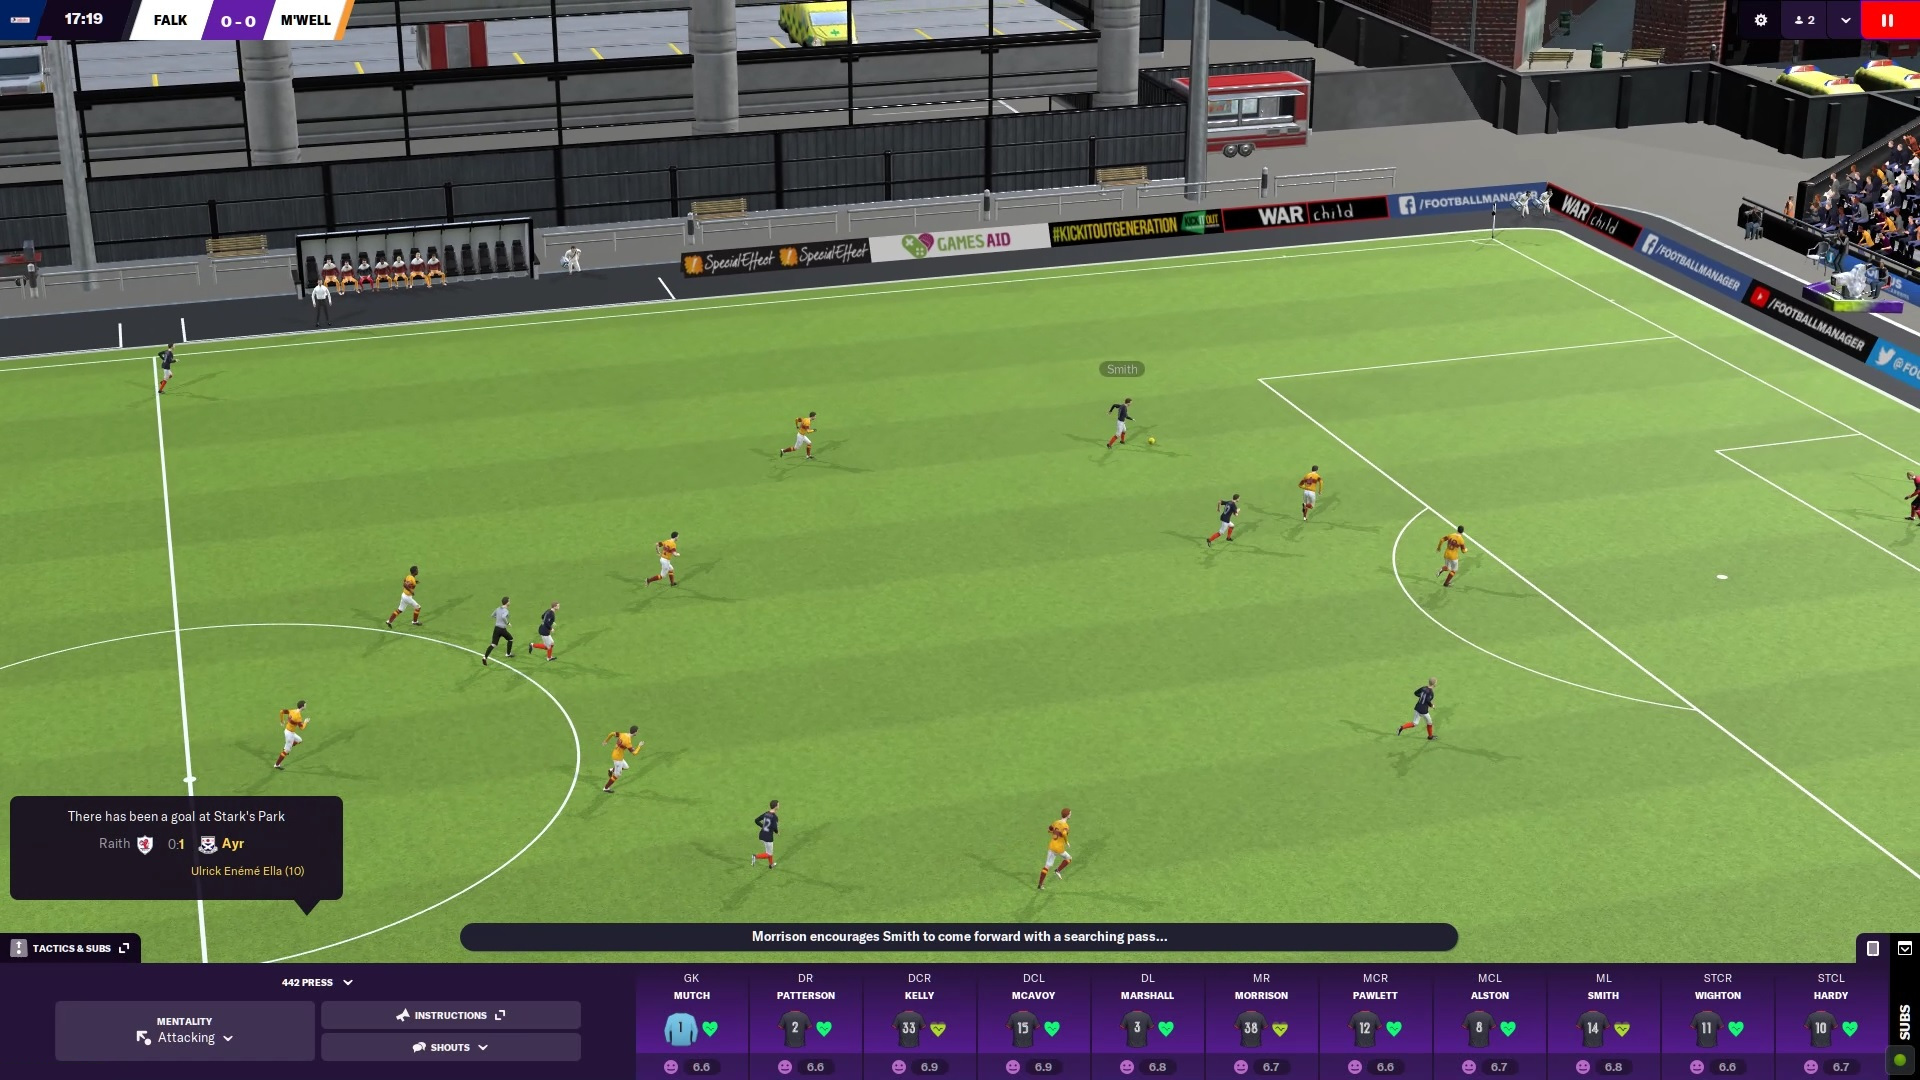 17:19 FALK 0 - 0 M'WELL
2
SpecialEffect SpecialEffect GAMES AID #KICKITOUTGENERATION KICK IT OUT WAR child /FOOTBALLMANAGER
WAR child /FOOTBALLMANAGER /FOOTBALLMANAGER
Smith
There has been a goal at Stark's Park
Raith 0:1 Ayr
Ulrick Enémé Ella (10)
Morrison encourages Smith to come forward with a searching pass...
TACTICS & SUBS
442 PRESS
MENTALITY
Attacking
INSTRUCTIONS
SHOUTS
GK DR DCR DCL DL MR MCR MCL ML STCR STCL
MUTCH PATTERSON KELLY MCAVOY MARSHALL MORRISON PAWLETT ALSTON SMITH WIGHTON HARDY
1 2 33 15 3 38 12 8 14 11 10
6.6 6.6 6.9 6.9 6.8 6.7 6.6 6.7 6.8 6.6 6.7
SUBS